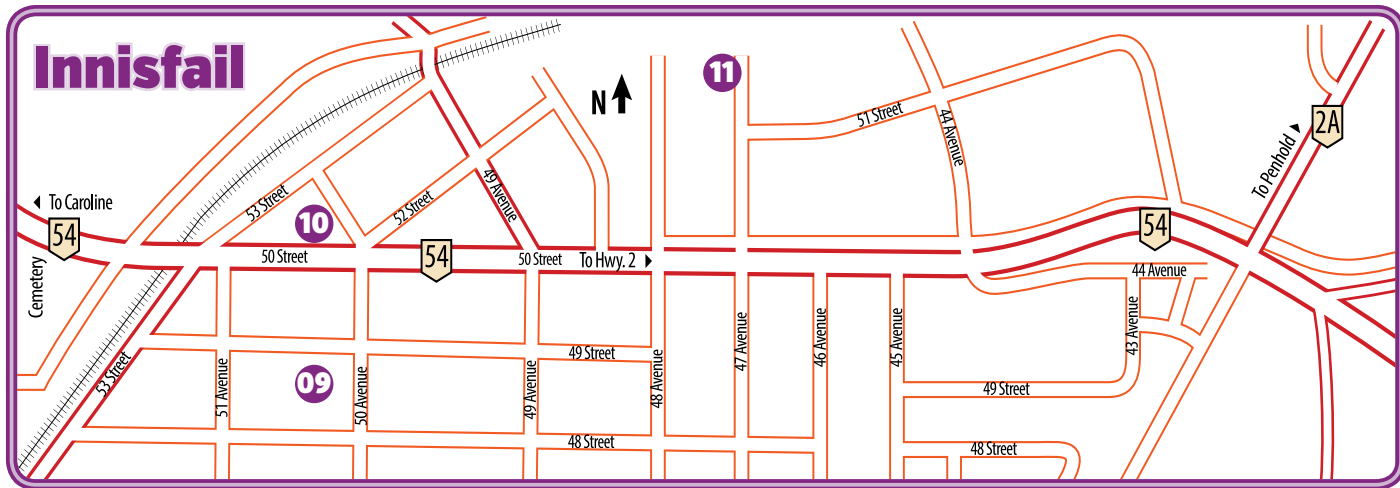 Innisfail
11
N
51 Street
44 Avenue
2A
To Penhold
To Caroline
54
Cemetery
53 Street
10
52 Street
49 Avenue
50 Street
54
50 Street
To Hwy. 2
54
44 Avenue
53 Street
51 Avenue
09
50 Avenue
49 Avenue
49 Street
48 Avenue
47 Avenue
46 Avenue
45 Avenue
43 Avenue
49 Street
48 Street
48 Street